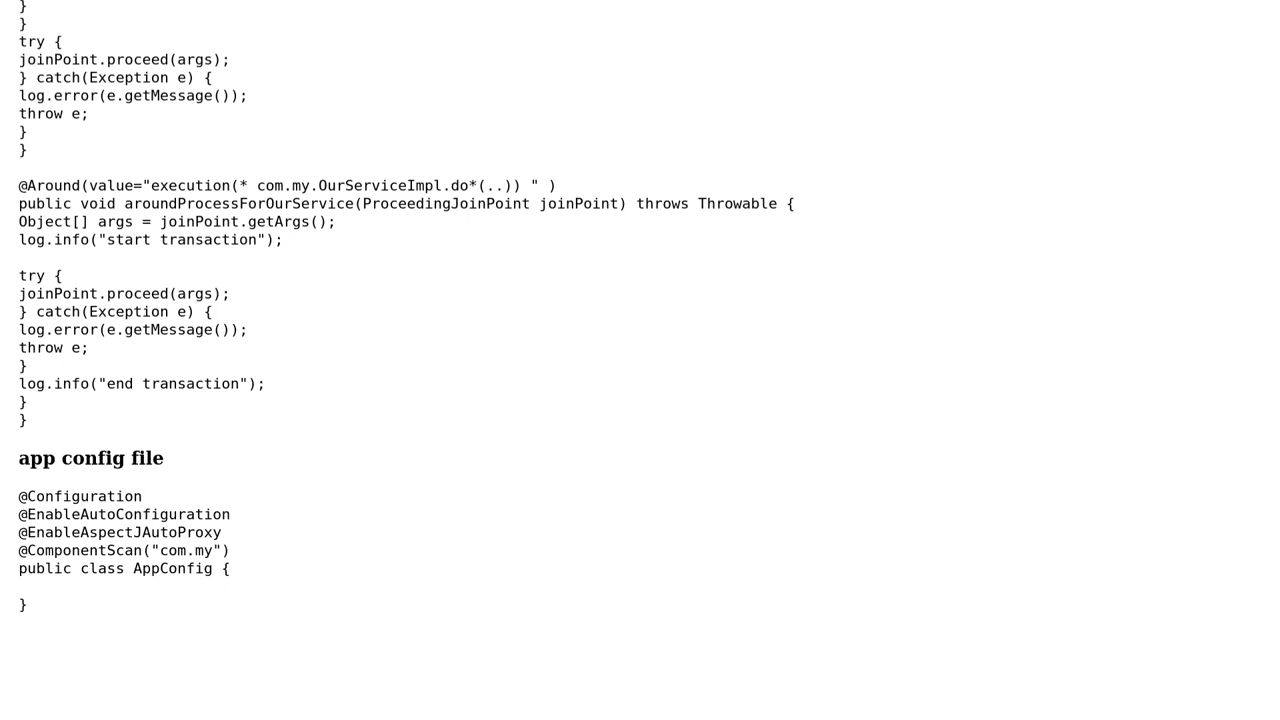 }
}
try {
joinPoint.proceed(args);
} catch(Exception e) {
log.error(e.getMessage());
throw e;
}
}
@Around(value="execution(* com.my.OurServiceImpl.do*(..)) " )
public void aroundProcessForOurService(ProceedingJoinPoint joinPoint) throws Throwable {
Object[] args = joinPoint.getArgs();
log.info("start transaction");
try {
joinPoint.proceed(args);
} catch(Exception e) {
log.error(e.getMessage());
throw e;
}
log.info("end transaction");
}
}
app config file
@Configuration
@EnableAutoConfiguration
@EnableAspectJAutoProxy
@ComponentScan("com.my")
public class AppConfig {
}